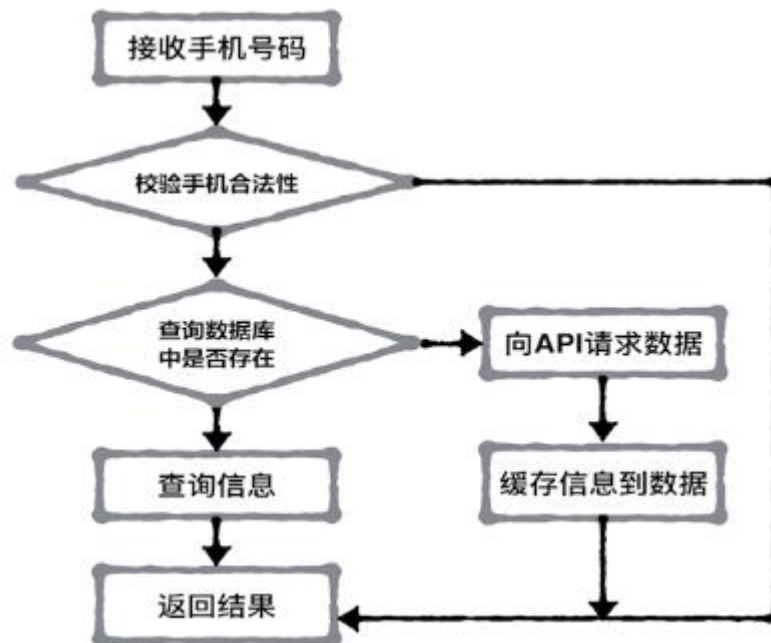 接收手机号码
校验手机合法性
查询数据库
中是否存在
向API请求数据
查询信息
缓存信息到数据
返回结果